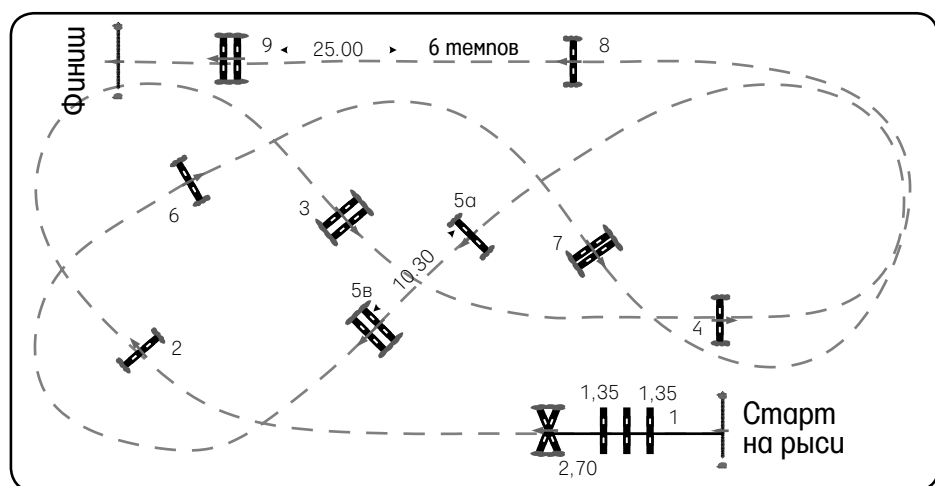 Финиш
9
25.00
6 темпов
8
6
3
5а
7
10.30
5в
4
2
1,35
1,35
1
Старт
на рыси
2,70